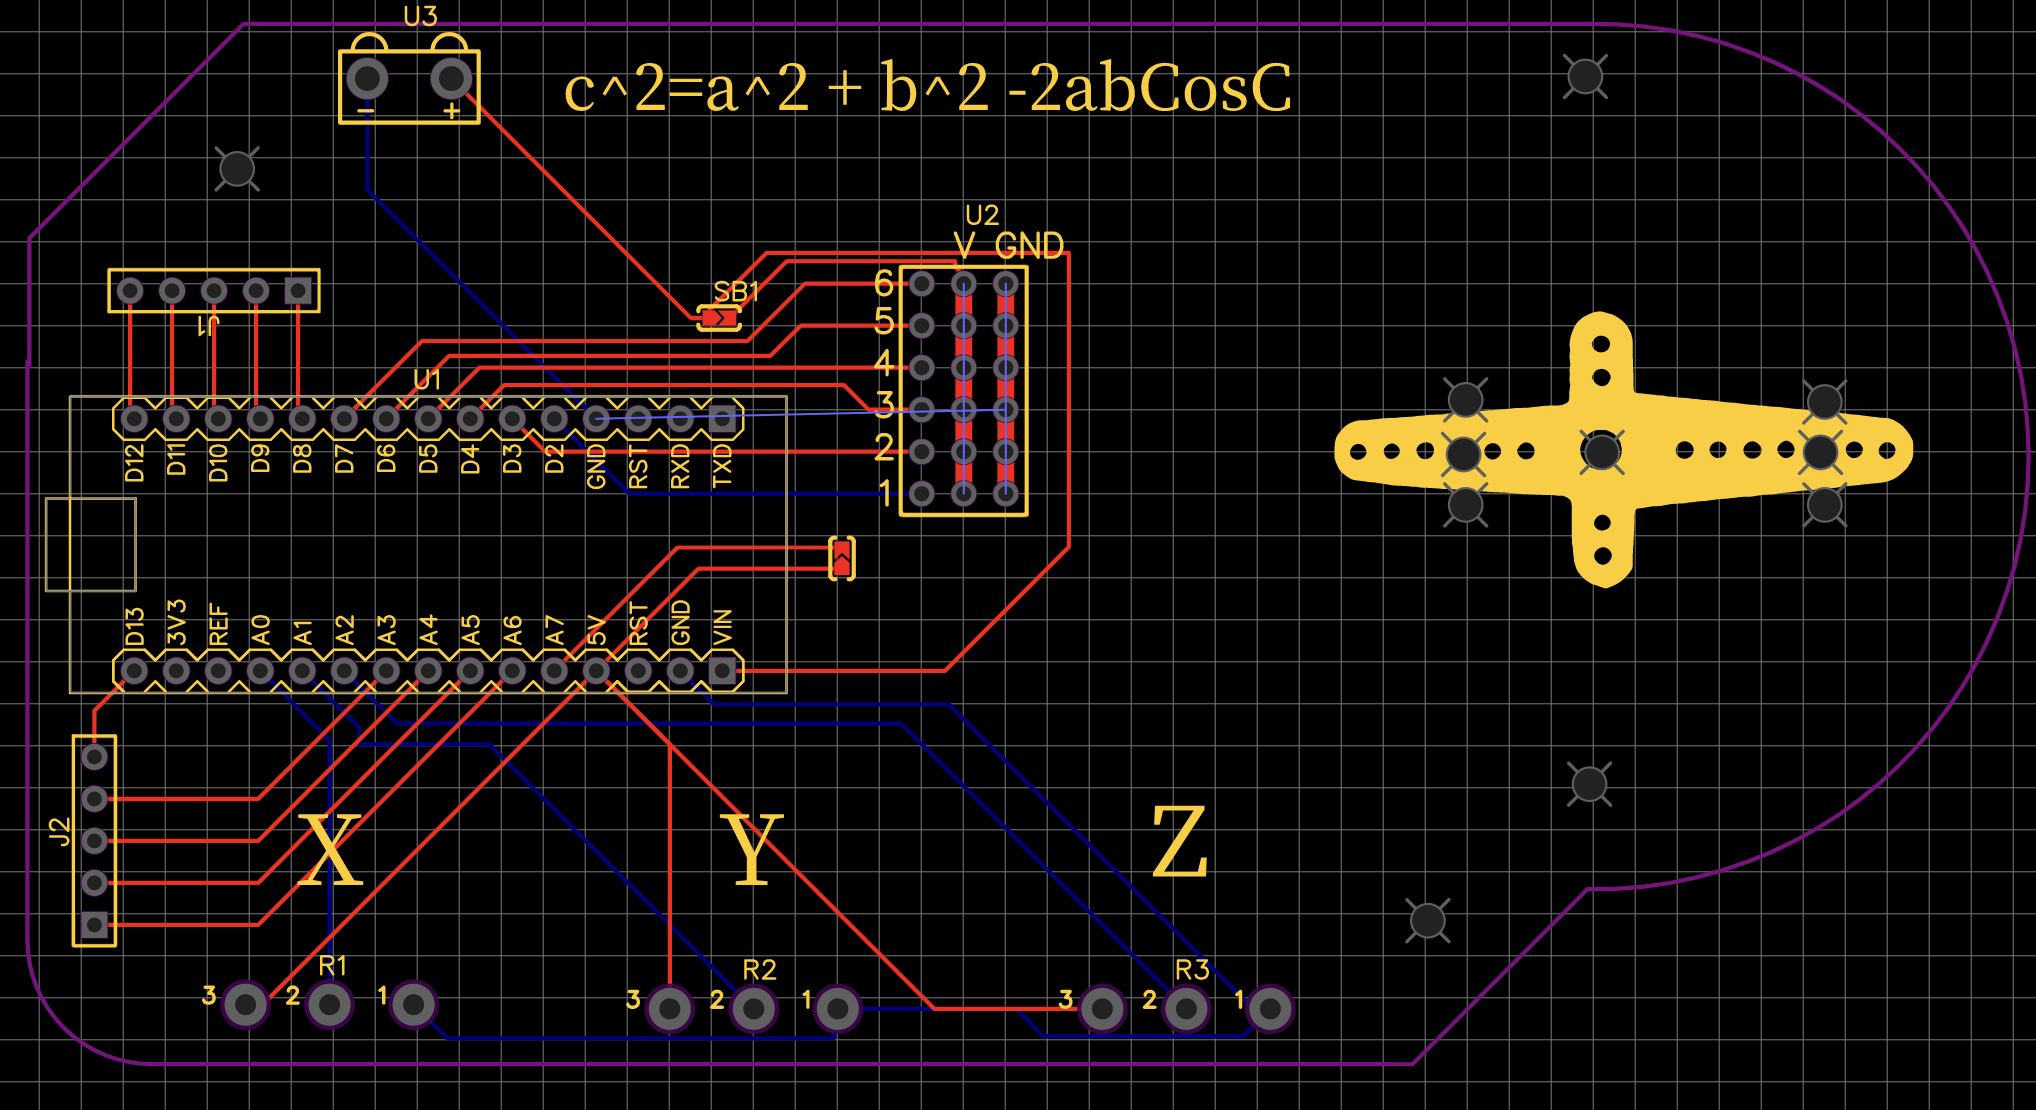 U3
- +
c^2=a^2 + b^2 -2abCosC
U2
V GND
SB1
J1
U1
6
5
4
3
2
1
D12 D11 D10 D9 D8 D7 D6 D5 D4 D3 D2 GND RST RXD TXD
D13 3V3 REF A0 A1 A2 A3 A4 A5 A6 A7 5V RST GND VIN
J2
X Y Z
R1 R2 R3
3 2 1 3 2 1 3 2 1